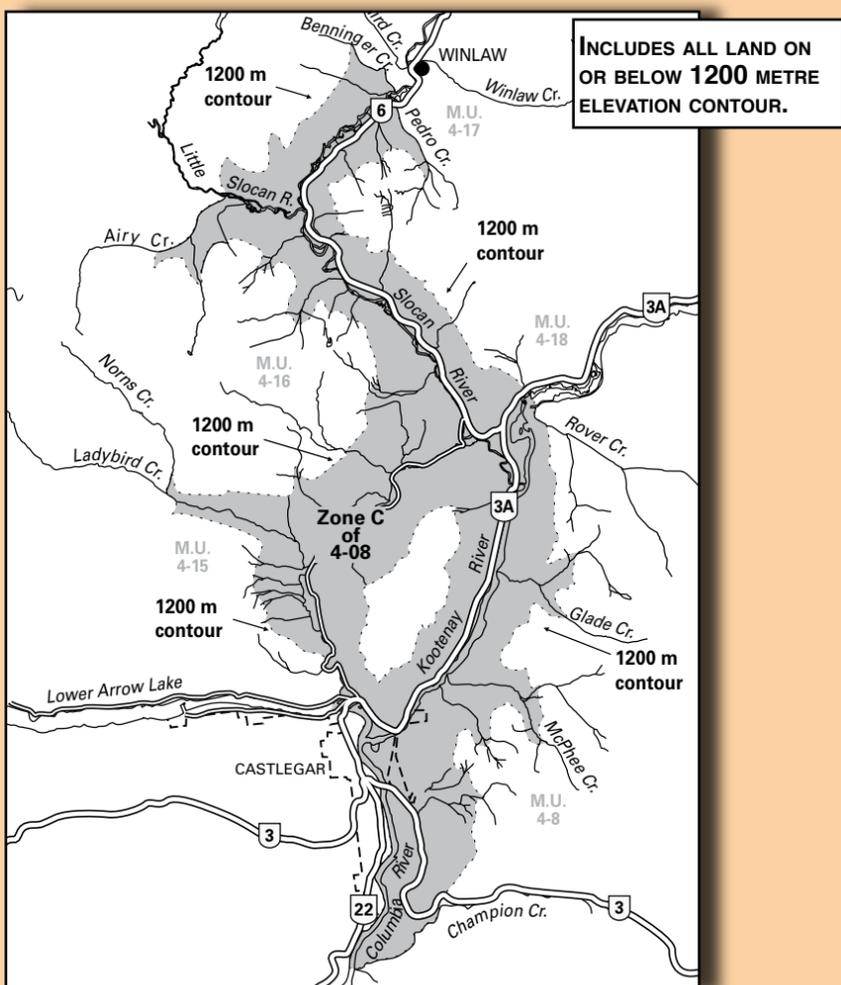 INCLUDES ALL LAND ON
OR BELOW 1200 METRE
ELEVATION CONTOUR.
ird Cr.
Benninger Cr.
WINLAW
1200 m
contour
Winlaw Cr.
6
M.U.
4-17
Pedro Cr.
Little
Slocan R.
1200 m
contour
Airy Cr.
Slocan
River
3A
M.U.
4-18
M.U.
4-16
Norns Cr.
1200 m
contour
Rover Cr.
Ladybird Cr.
3A
Zone C
of
4-08
M.U.
4-15
River
Kootenay
1200 m
contour
Glade Cr.
1200 m
contour
Lower Arrow Lake
McPhee Cr.
CASTLEGAR
M.U.
4-8
3
River
Columbia
22
Champion Cr.
3